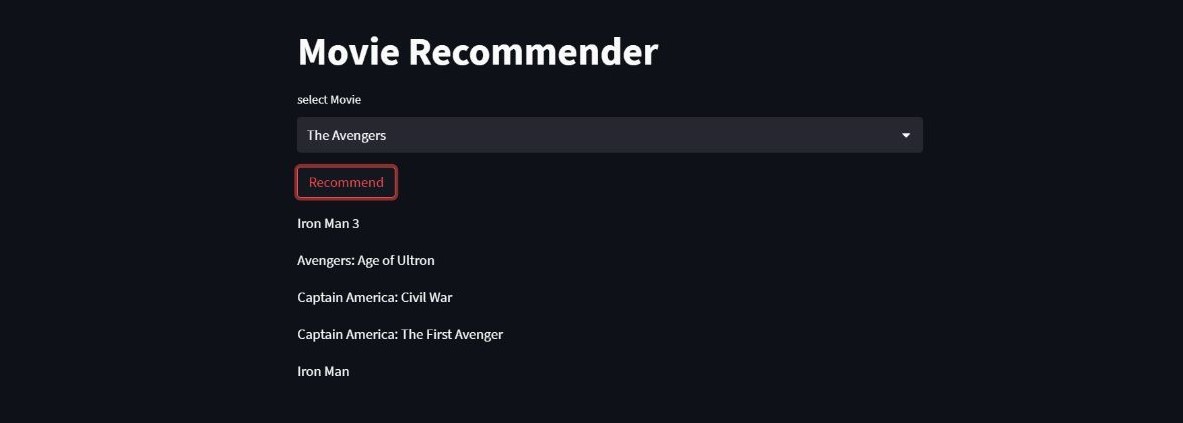 Movie Recommender
select Movie
The Avengers
Recommend
Iron Man 3
Avengers: Age of Ultron
Captain America: Civil War
Captain America: The First Avenger
Iron Man